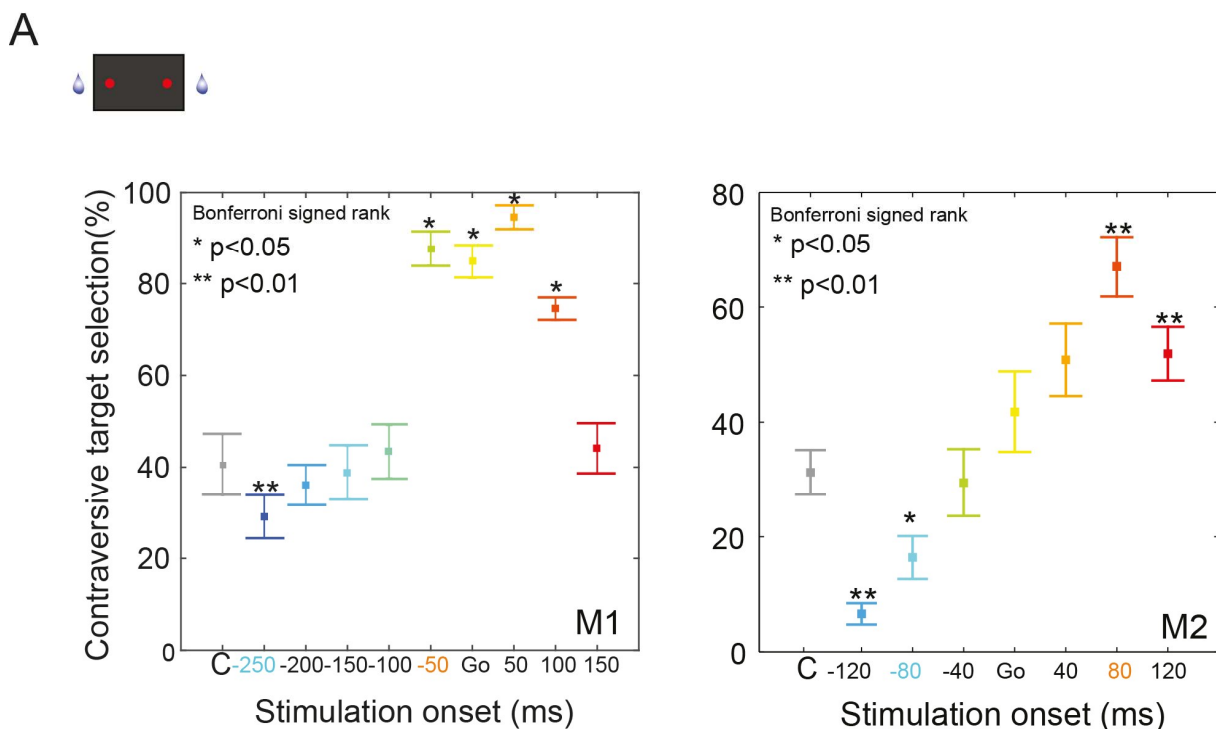 A
Contraversive target selection(%)
100
80
60
40
20
0
Bonferroni signed rank
* p<0.05
** p<0.01
**
*
*
*
*
M1
C -250 -200 -150 -100 -50 Go 50 100 150
Stimulation onset (ms)
80
60
40
20
0
Bonferroni signed rank
* p<0.05
** p<0.01
**
*
**
**
M2
C -120 -80 -40 Go 40 80 120
Stimulation onset (ms)